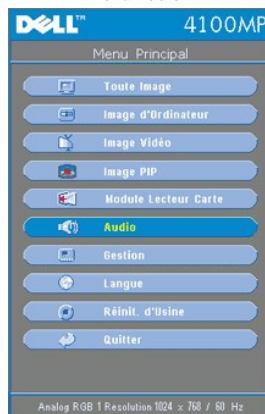 DELL™ 4100MP
Menu Principal
Toute Image
Image d'Ordinateur
Image Vidéo
Image PIP
Module Lecteur Carte
Audio
Gestion
Langue
Réinit. d'Usine
Quitter
Analog RGB 1 Resolution 1024 x 768 / 60 Hz